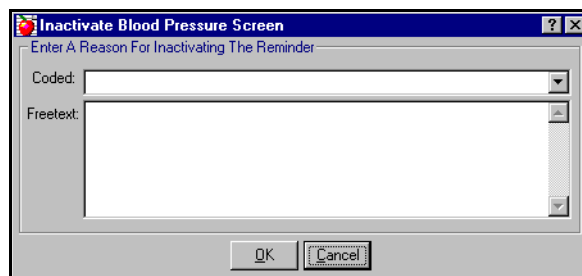 Inactivate Blood Pressure Screen
Enter A Reason For Inactivating The Reminder
Coded:
Freetext:
OK Cancel